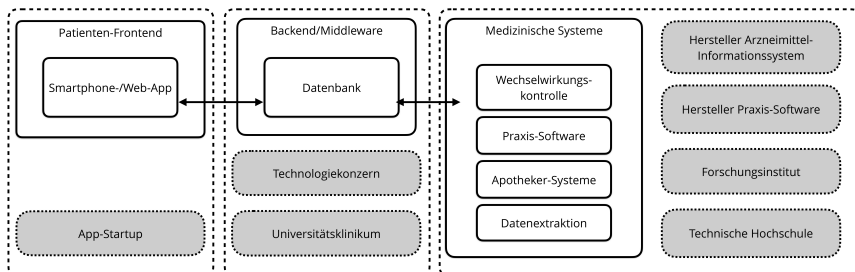 Patienten-Frontend
Smartphone-/Web-App
App-Startup
Backend/Middleware
Datenbank
Technologiekonzern
Universitätsklinikum
Medizinische Systeme
Wechselwirkungs-
kontrolle
Praxis-Software
Apotheker-Systeme
Datenextraktion
Hersteller Arzneimittel-
Informationssystem
Hersteller Praxis-Software
Forschungsinstitut
Technische Hochschule